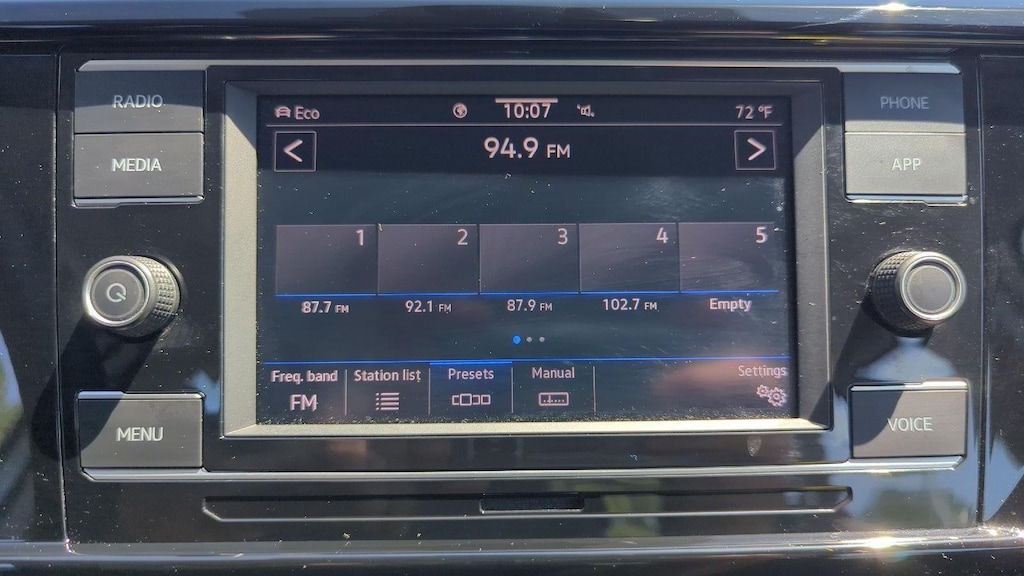 RADIO
MEDIA
MENU
Eco
10:07
72 °F
94.9 FM
1 2 3 4 5
87.7 FM 92.1 FM 87.9 FM 102.7 FM Empty
Freq. band Station list Presets Manual Settings
FM
PHONE
APP
VOICE